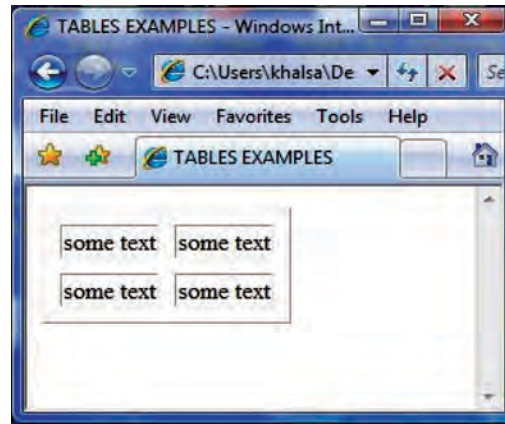 TABLES EXAMPLES - Windows Int...
C:\Users\khalsa\De
Se
File Edit View Favorites Tools Help
TABLES EXAMPLES
some text some text
some text some text